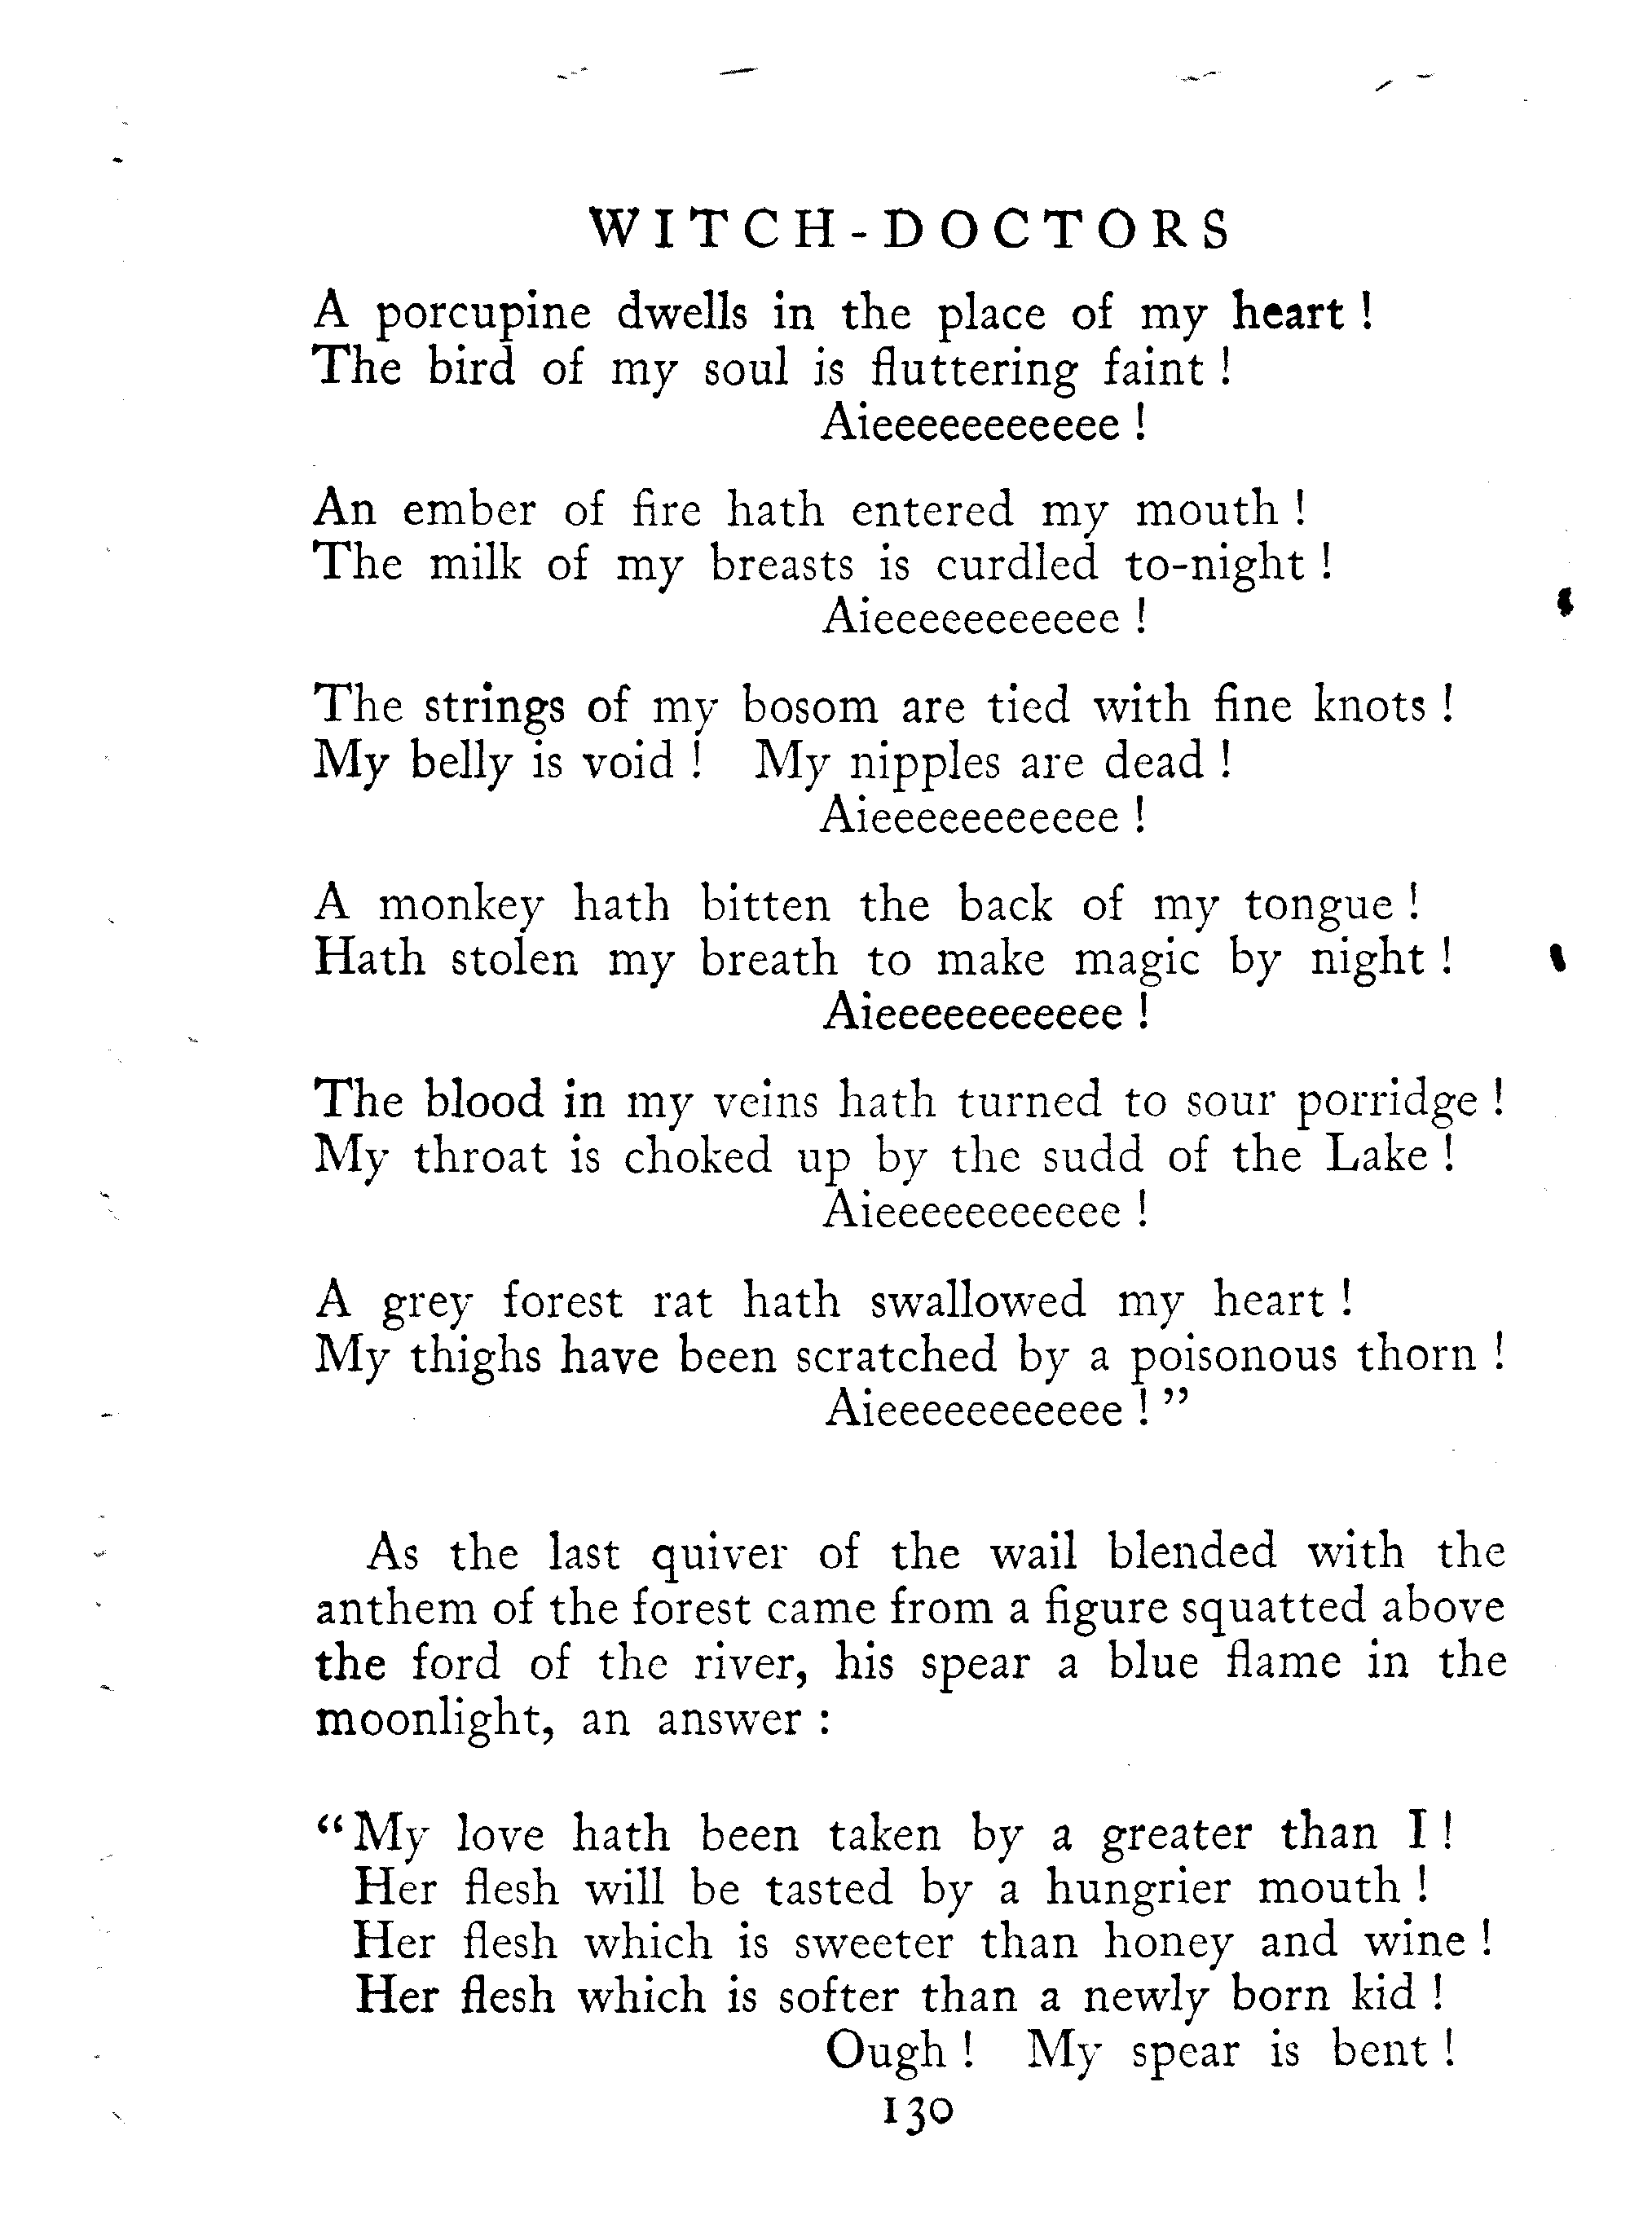 WITCH-DOCTORS
A porcupine dwells in the place of my heart !
The bird of my soul is fluttering faint !
Aieeeeeeeeeeee !
An ember of fire hath entered my mouth !
The milk of my breasts is curdled to-night !
Aieeeeeeeeeeee !
The strings of my bosom are tied with fine knots !
My belly is void ! My nipples are dead !
Aieeeeeeeeeeee !
A monkey hath bitten the back of my tongue !
Hath stolen my breath to make magic by night !
Aieeeeeeeeeeee !
The blood in my veins hath turned to sour porridge !
My throat is choked up by the sudd of the Lake !
Aieeeeeeeeeeee !
A grey forest rat hath swallowed my heart !
My thighs have been scratched by a poisonous thorn !
Aieeeeeeeeeeee ! ”
As the last quiver of the wail blended with the
anthem of the forest came from a figure squatted above
the ford of the river, his spear a blue flame in the
moonlight, an answer :
“ My love hath been taken by a greater than I !
Her flesh will be tasted by a hungrier mouth !
Her flesh which is sweeter than honey and wine !
Her flesh which is softer than a newly born kid !
Ough ! My spear is bent !
130